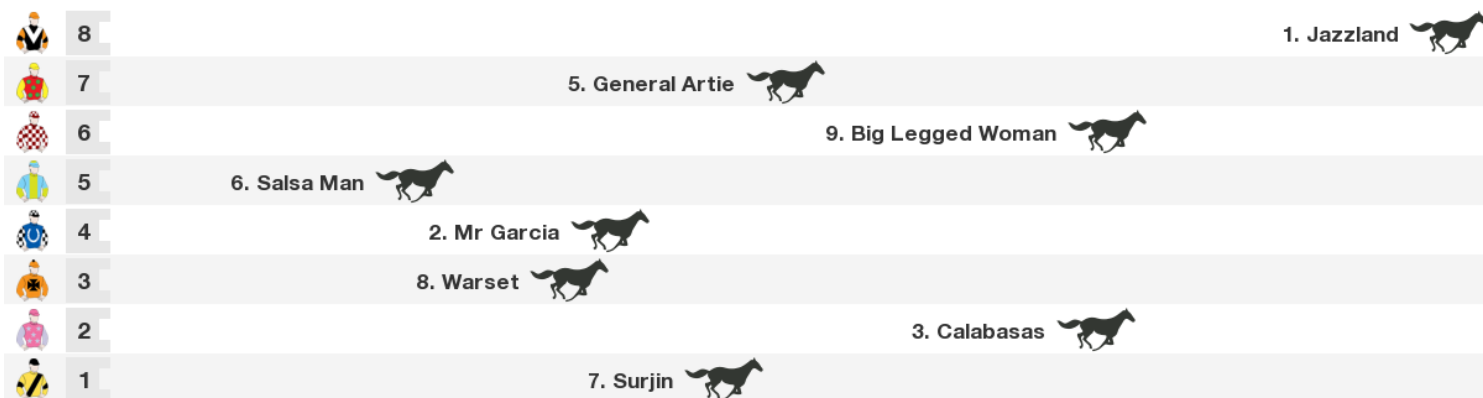 8 1. Jazzland
7 5. General Artie
6 9. Big Legged Woman
5 6. Salsa Man
4 2. Mr Garcia
3 8. Warset
2 3. Calabasas
1 7. Surjin